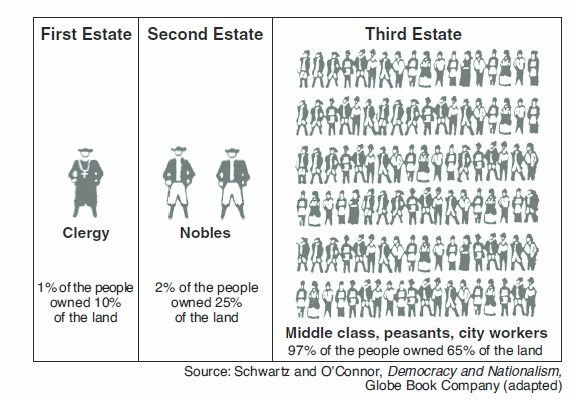 First Estate
Second Estate
Third Estate
Clergy
1% of the people
owned 10%
of the land
Nobles
2% of the people
owned 25%
of the land
Middle class, peasants, city workers
97% of the people owned 65% of the land
Source: Schwartz and O'Connor, Democracy and Nationalism,
Globe Book Company (adapted)